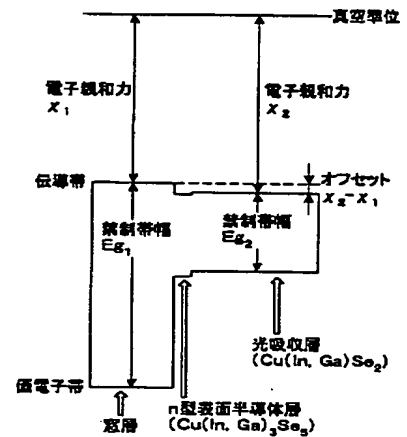 真空準位
電子親和力
χ₁
電子親和力
χ₂
伝導帯
オフセット
χ₂-χ₁
禁制帯幅
Eg₁
禁制帯幅
Eg₂
光吸収層
(Cu(In, Ga)Se₂)
価電子帯
窓層
n型表面半導体層
(Cu(In, Ga)₃Se₅)